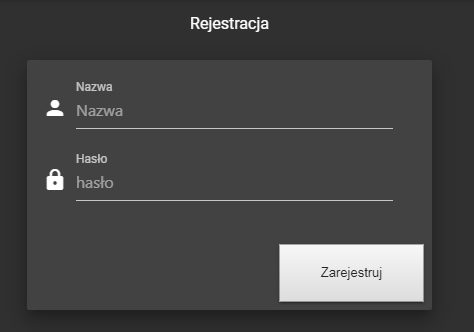 Rejestracja
Nazwa
Nazwa
Hasło
hasło
Zarejestruj